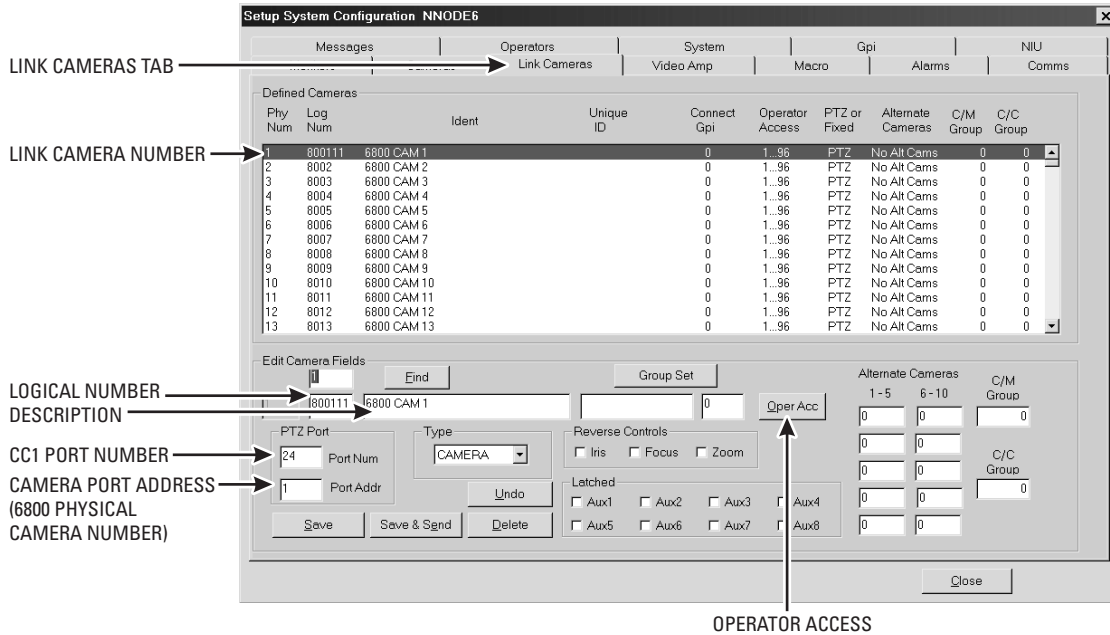 Setup System Configuration NNODE6
Messages Operators System Gpi NIU
LINK CAMERAS TAB
Link Cameras Video Amp Macro Alarms Comms
Defined Cameras
Phy Num Log Num Ident Unique ID Connect Gpi Operator Access PTZ or Fixed Alternate Cameras C/M Group C/C Group
LINK CAMERA NUMBER
1 800111 6800 CAM 1 0 1...96 PTZ No Alt Cams 0 0
2 8002 6800 CAM 2 0 1...96 PTZ No Alt Cams 0 0
3 8003 6800 CAM 3 0 1...96 PTZ No Alt Cams 0 0
4 8004 6800 CAM 4 0 1...96 PTZ No Alt Cams 0 0
5 8005 6800 CAM 5 0 1...96 PTZ No Alt Cams 0 0
6 8006 6800 CAM 6 0 1...96 PTZ No Alt Cams 0 0
7 8007 6800 CAM 7 0 1...96 PTZ No Alt Cams 0 0
8 8008 6800 CAM 8 0 1...96 PTZ No Alt Cams 0 0
9 8009 6800 CAM 9 0 1...96 PTZ No Alt Cams 0 0
10 8010 6800 CAM 10 0 1...96 PTZ No Alt Cams 0 0
11 8011 6800 CAM 11 0 1...96 PTZ No Alt Cams 0 0
12 8012 6800 CAM 12 0 1...96 PTZ No Alt Cams 0 0
13 8013 6800 CAM 13 0 1...96 PTZ No Alt Cams 0 0
Edit Camera Fields
1 Find Group Set
Alternate Cameras
1 - 5 6 - 10
C/M Group
LOGICAL NUMBER
DESCRIPTION
800111 6800 CAM 1 0 Oper Acc
0 0 0
PTZ Port Type Reverse Controls
CC1 PORT NUMBER
24 Port Num CAMERA Iris Focus Zoom
0 0
C/C Group
CAMERA PORT ADDRESS
(6800 PHYSICAL
CAMERA NUMBER)
1 Port Addr Undo
Latched
Aux1 Aux2 Aux3 Aux4
0 0 0
0 0
Save Save & Send Delete
Aux5 Aux6 Aux7 Aux8
0 0
Close
OPERATOR ACCESS